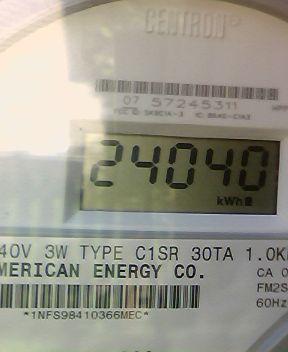 CENTRON
07 57245311
24040
kWh
40V 3W TYPE C1SR 30TA 1.0K
MERICAN ENERGY CO.
CA 0
FM2S
60Hz
*1NFS98410366MEC*